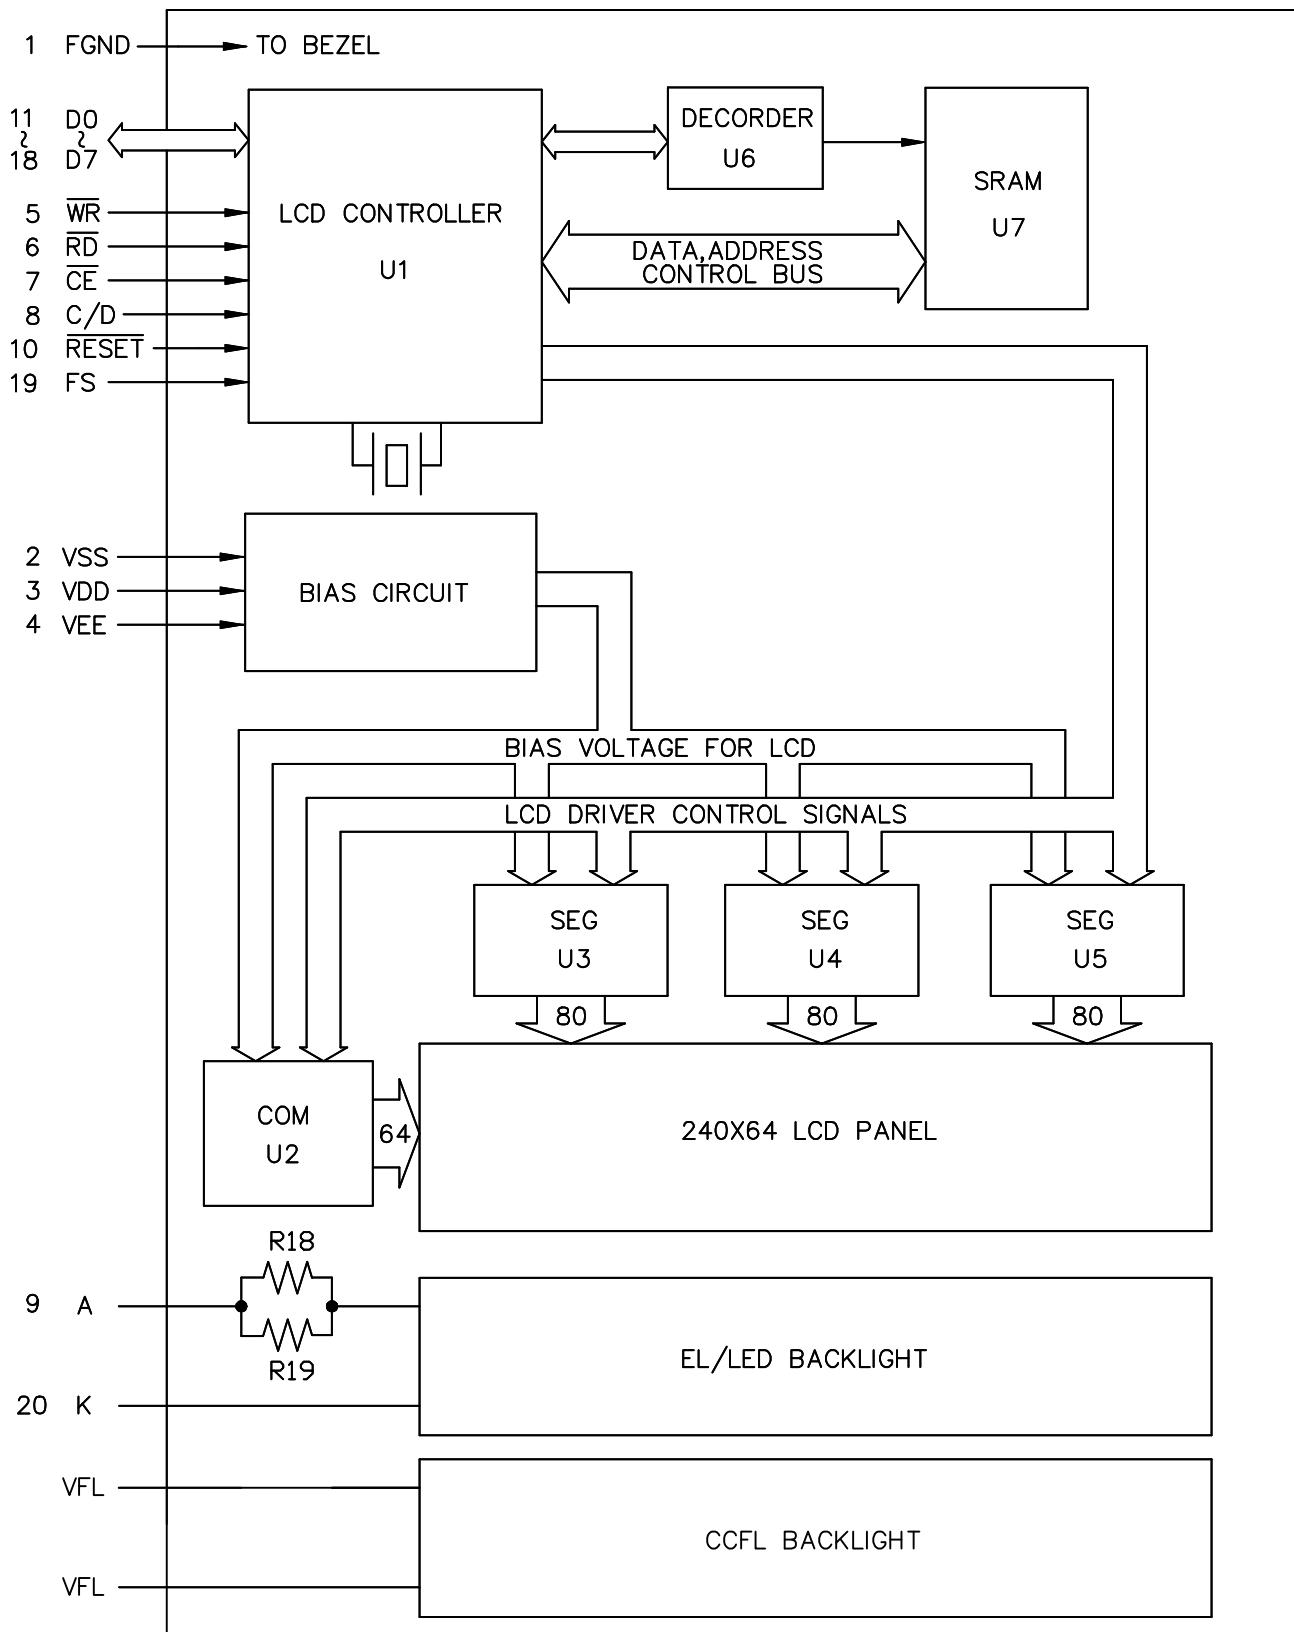 1 FGND TO BEZEL
11 D0
~ ~
18 D7
5 WR
6 RD
7 CE
8 C/D
10 RESET
19 FS
LCD CONTROLLER
U1
DECORDER
U6
SRAM
U7
DATA,ADDRESS
CONTROL BUS
2 VSS
3 VDD
4 VEE
BIAS CIRCUIT
BIAS VOLTAGE FOR LCD
LCD DRIVER CONTROL SIGNALS
SEG
U3
SEG
U4
SEG
U5
80
80
80
COM
U2
64
240X64 LCD PANEL
R18
9 A
R19
20 K
EL/LED BACKLIGHT
VFL
CCFL BACKLIGHT
VFL